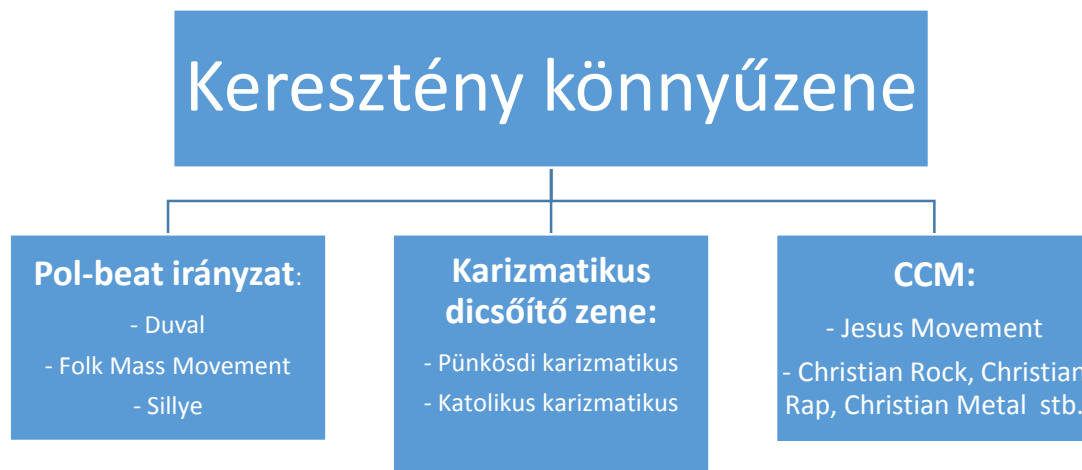 Keresztény könnyűzene
Pol-beat irányzat:
- Duval
- Folk Mass Movement
- Sillye
Karizmatikus
dicsőítő zene:
- Pünkösdi karizmatikus
- Katolikus karizmatikus
CCM:
- Jesus Movement
- Christian Rock, Christian
Rap, Christian Metal stb.